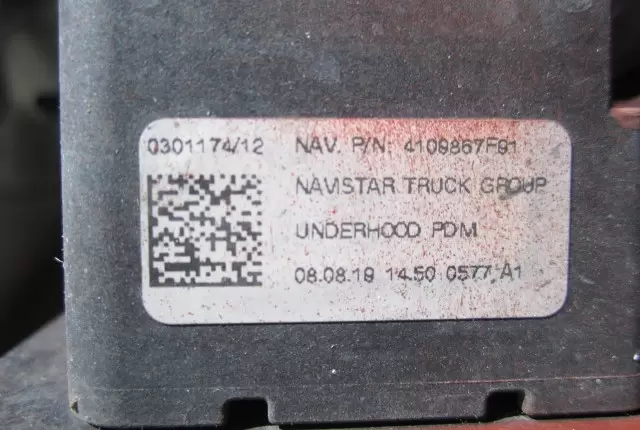 0301174/12 NAV. P/N: 4109867F91
NAVISTAR TRUCK GROUP
UNDERHOOD PDM
08.08.19 14.50 0577 A1